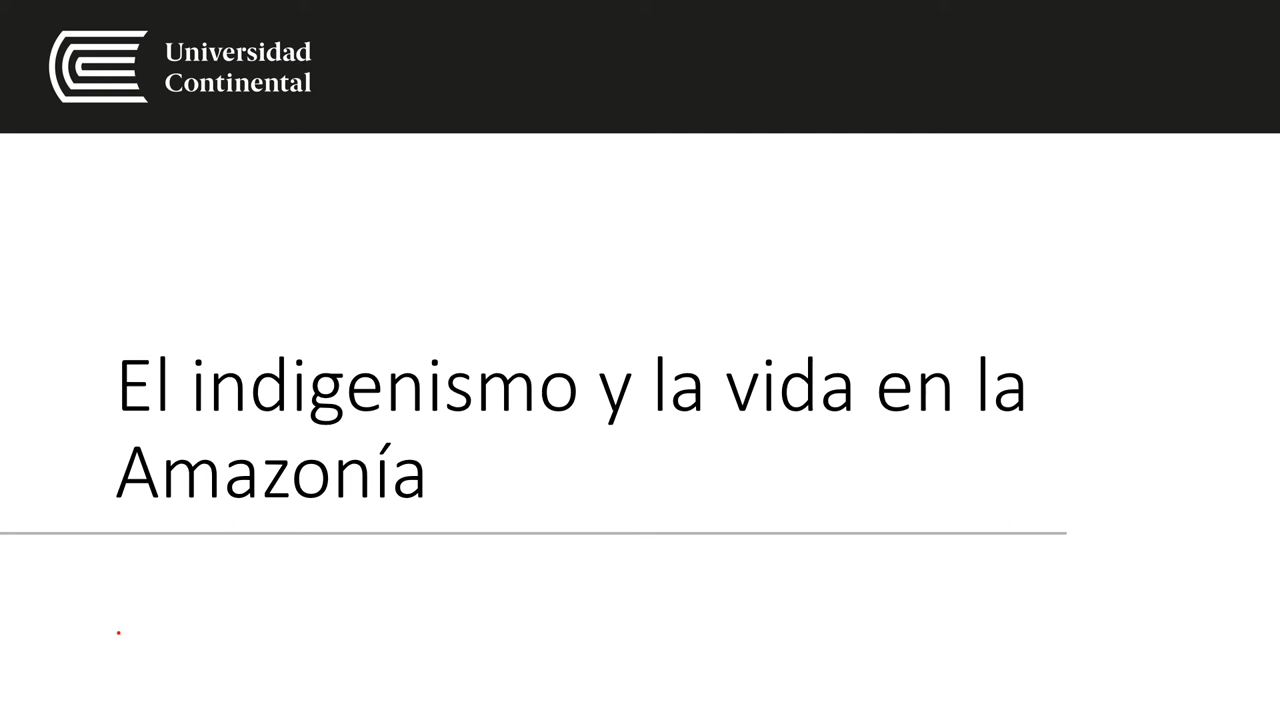 Universidad
Continental
El indigenismo y la vida en la
Amazonía
.